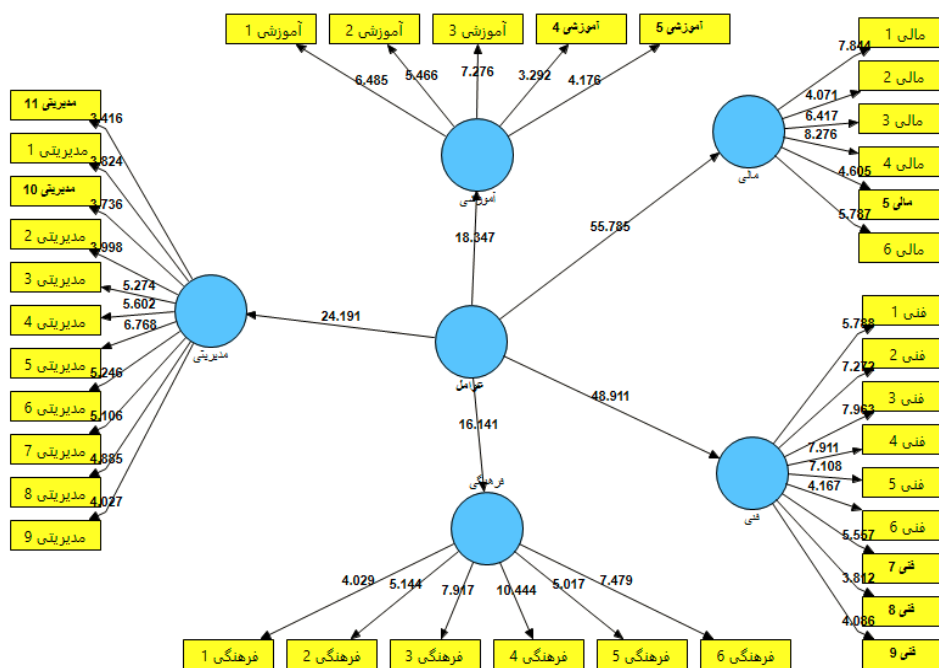 آموزشی 1
آموزشی 2
آموزشی 3
آموزشی 4
آموزشی 5
6.485
5.466
7.276
3.292
4.176
آموزشی
18.347
مالی 1
مالی 2
مالی 3
مالی 4
مالی 5
مالی 6
7.844
4.071
6.417
8.276
4.605
5.787
مالی
55.785
مدیریتی 11
مدیریتی 1
مدیریتی 10
مدیریتی 2
مدیریتی 3
مدیریتی 4
مدیریتی 5
مدیریتی 6
مدیریتی 7
مدیریتی 8
مدیریتی 9
3.416
3.824
3.736
3.998
5.274
5.602
6.768
5.246
5.106
4.885
4.027
مدیریتی
24.191
عوامل
48.911
16.141
فنی 1
فنی 2
فنی 3
فنی 4
فنی 5
فنی 6
فنی 7
فنی 8
فنی 9
5.788
7.272
7.963
7.911
7.108
4.167
5.557
3.812
4.086
فنی
فرهنگی
4.029
5.144
7.917
10.444
5.017
7.479
فرهنگی 1
فرهنگی 2
فرهنگی 3
فرهنگی 4
فرهنگی 5
فرهنگی 6